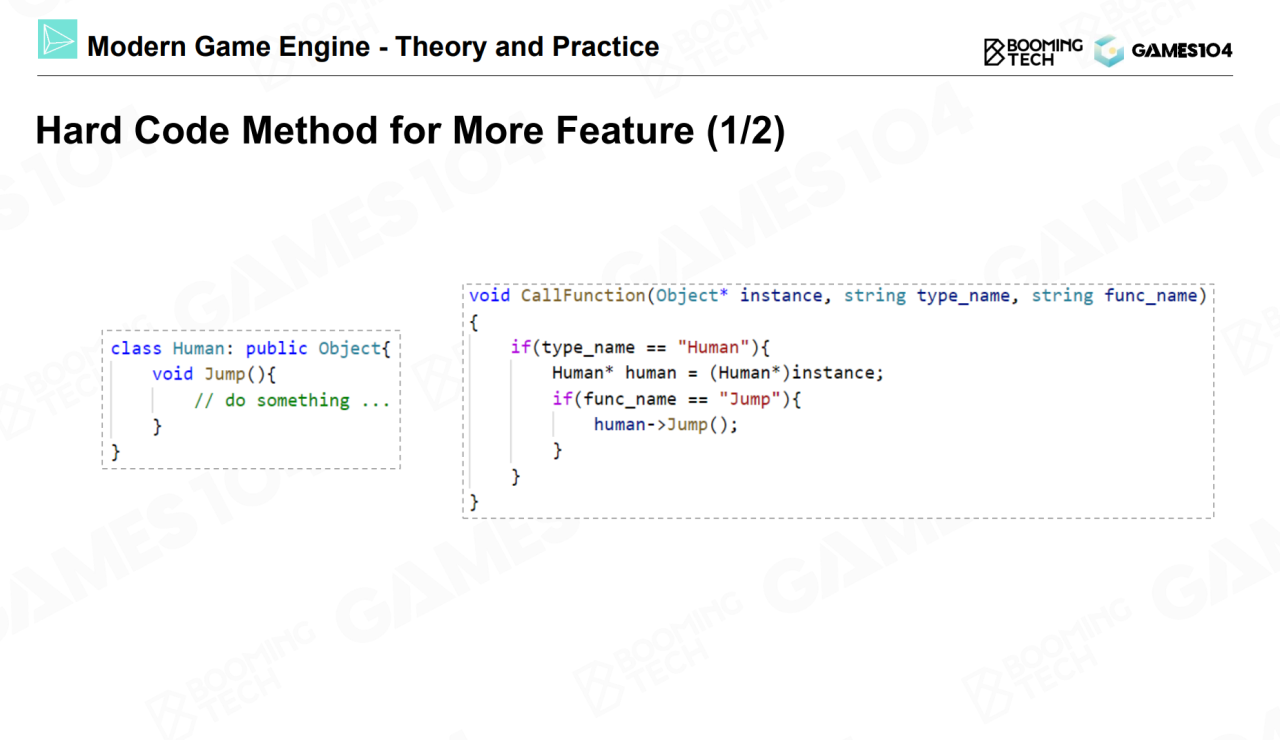 Modern Game Engine - Theory and Practice
BOOMING
TECH
GAMES104
Hard Code Method for More Feature (1/2)
class Human: public Object{
    void Jump(){
        // do something ...
    }
}
void CallFunction(Object* instance, string type_name, string func_name)
{
    if(type_name == "Human"){
        Human* human = (Human*)instance;
        if(func_name == "Jump"){
            human->Jump();
        }
    }
}